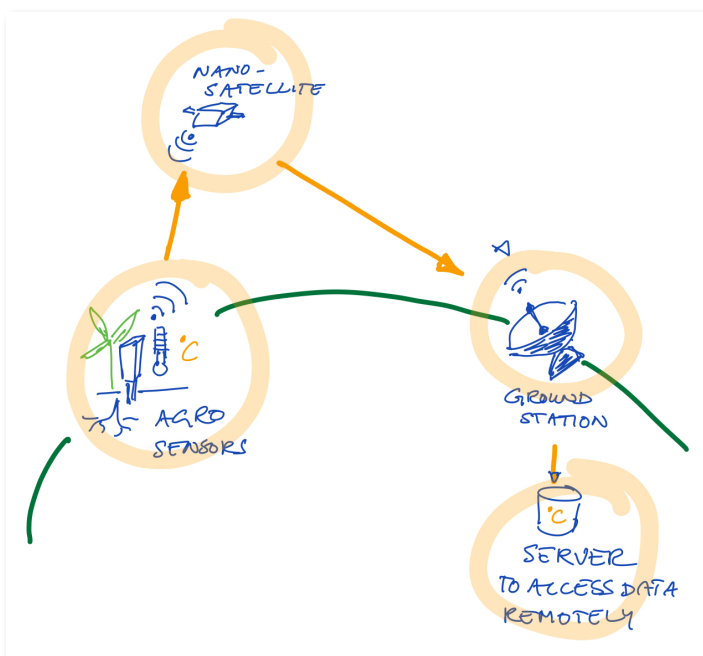 NANO-
SATELLITE
°C
AGRO
SENSORS
GROUND
STATION
°C
SERVER
TO ACCESS DATA
REMOTELY